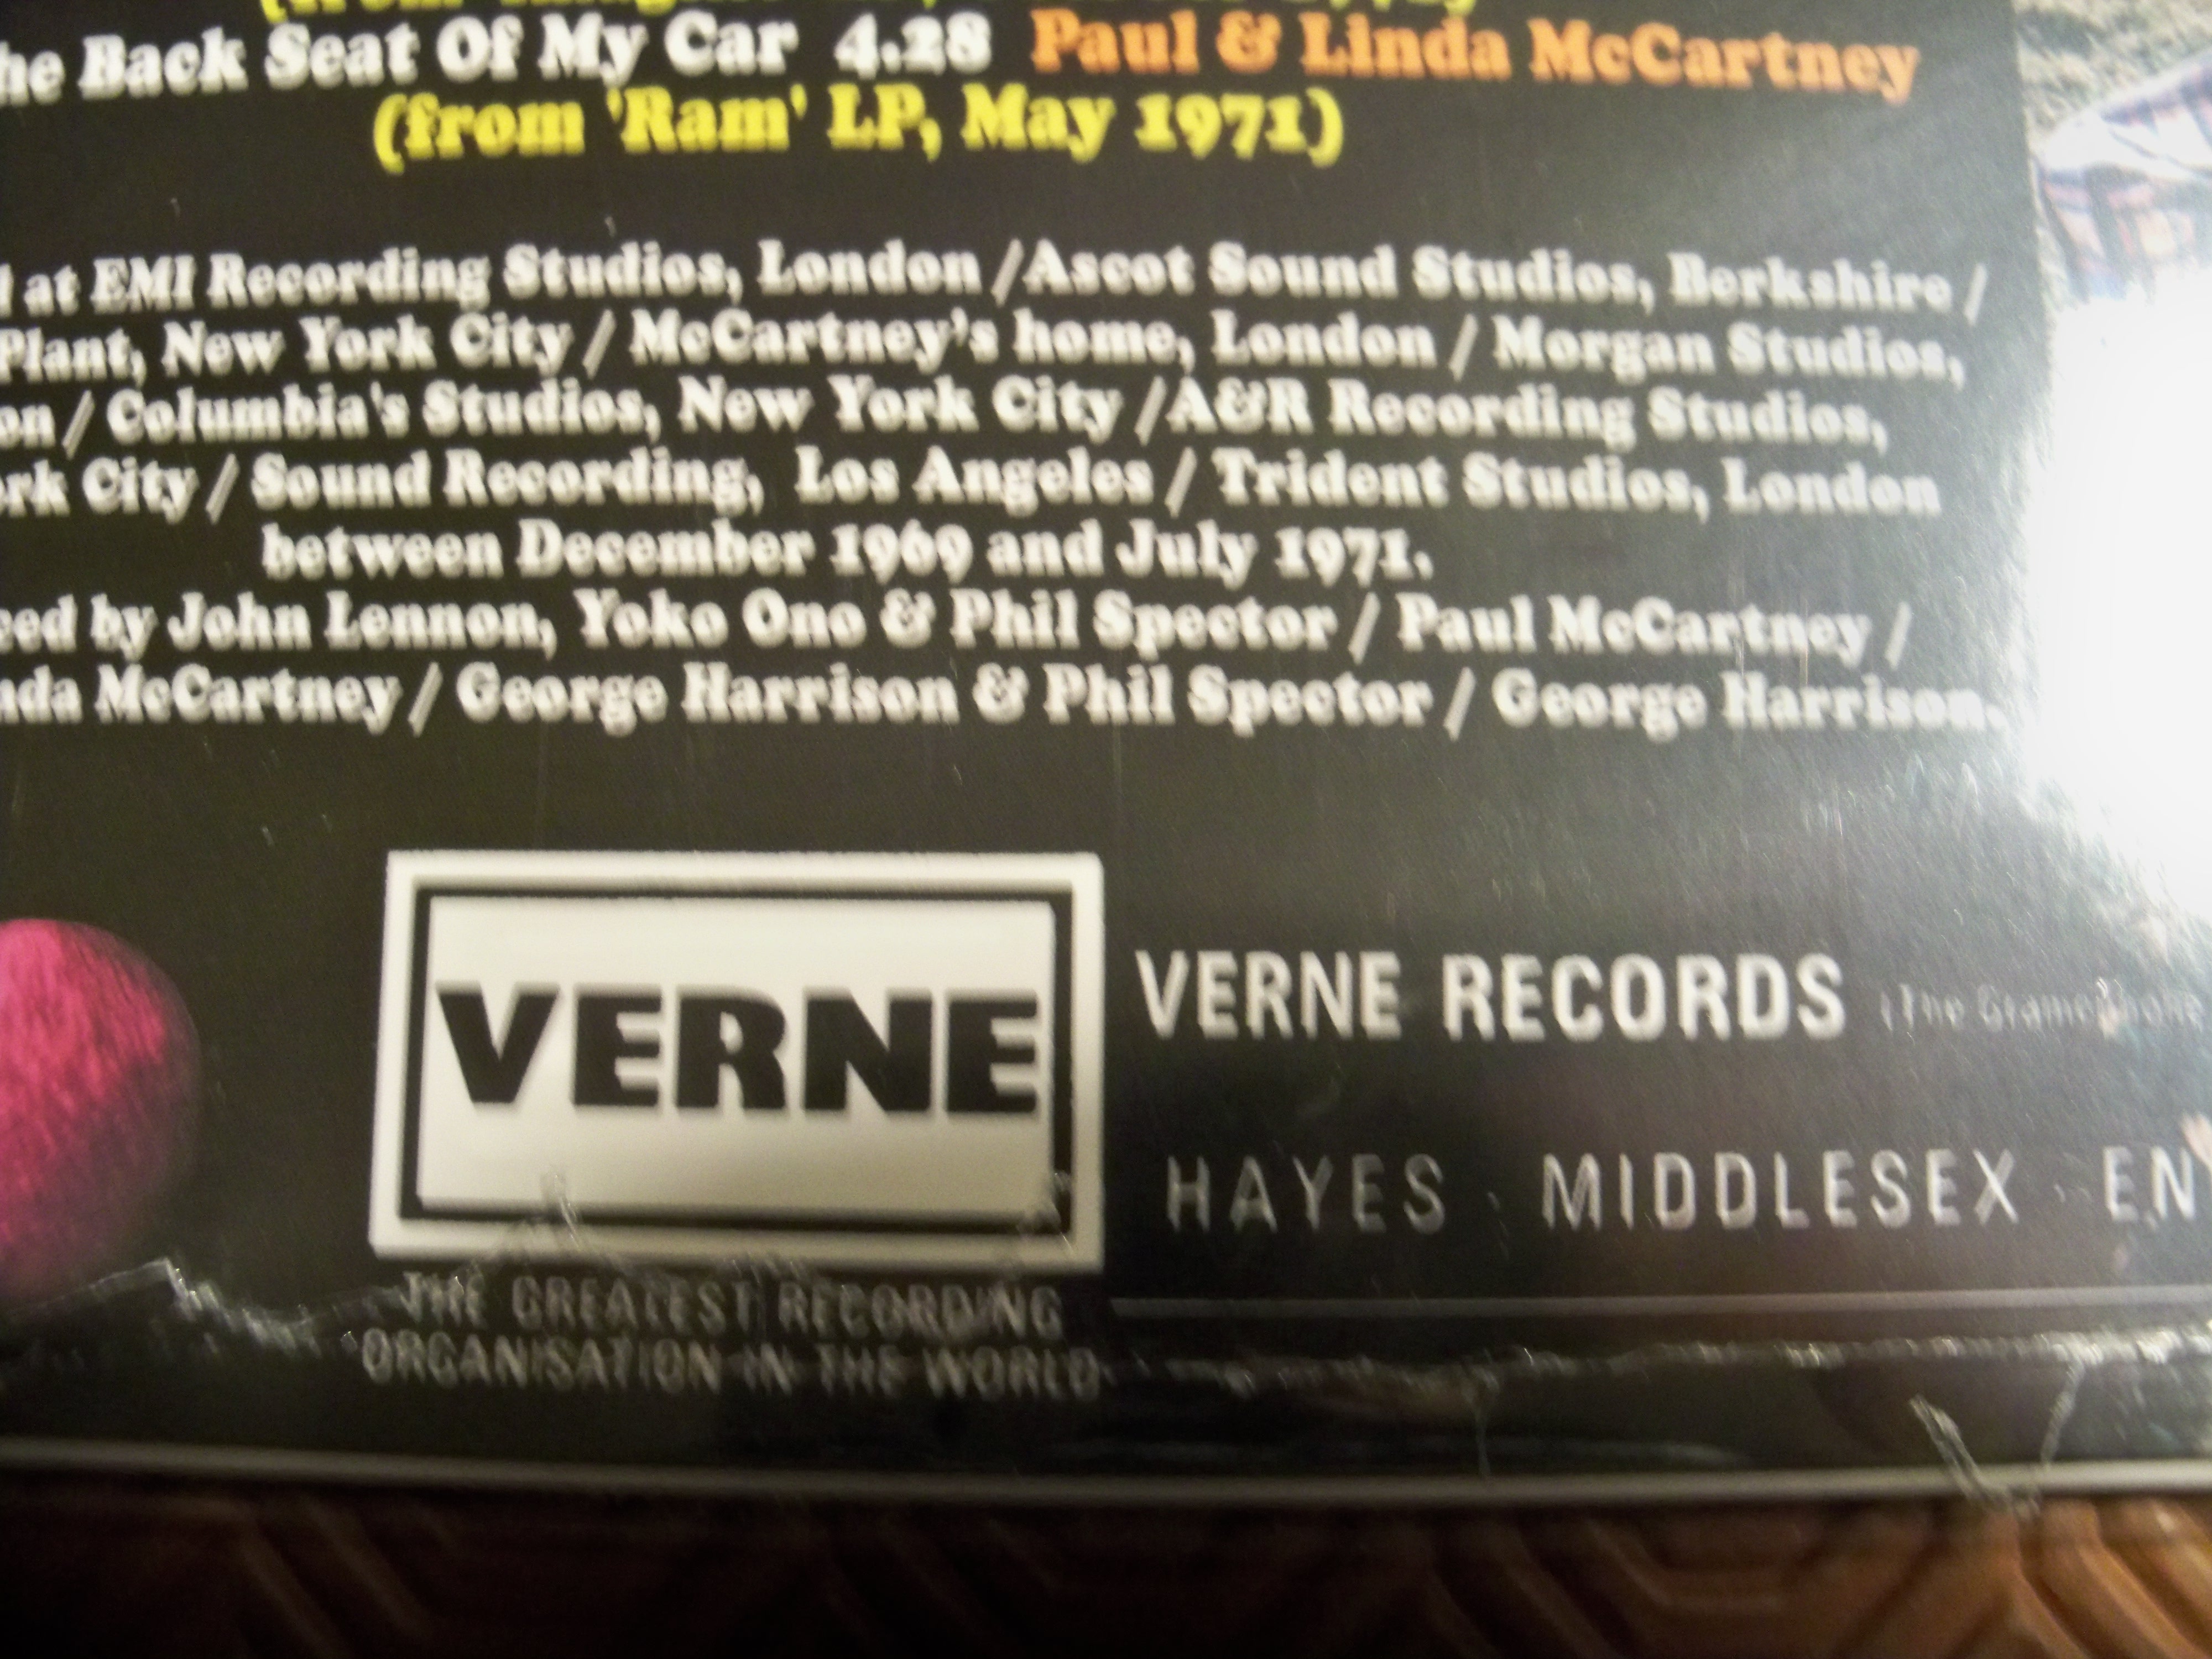 he Back Seat Of My Car 4.28 Paul & Linda McCartney
(from 'Ram' LP, May 1971)
at EMI Recording Studios, London /Ascot Sound Studios, Berkshire /
Plant, New York City / McCartney's home, London / Morgan Studios,
on / Columbia's Studios, New York City /A&R Recording Studios,
rk City / Sound Recording, Los Angeles / Trident Studios, London
between December 1969 and July 1971.
ced by John Lennon, Yoko Ono & Phil Spector / Paul McCartney /
nda McCartney / George Harrison & Phil Spector / George Harrison.
VERNE
VERNE RECORDS (The Gramophone
HAYES · MIDDLESEX · EN
THE GREATEST RECORDING
ORGANISATION IN THE WORLD